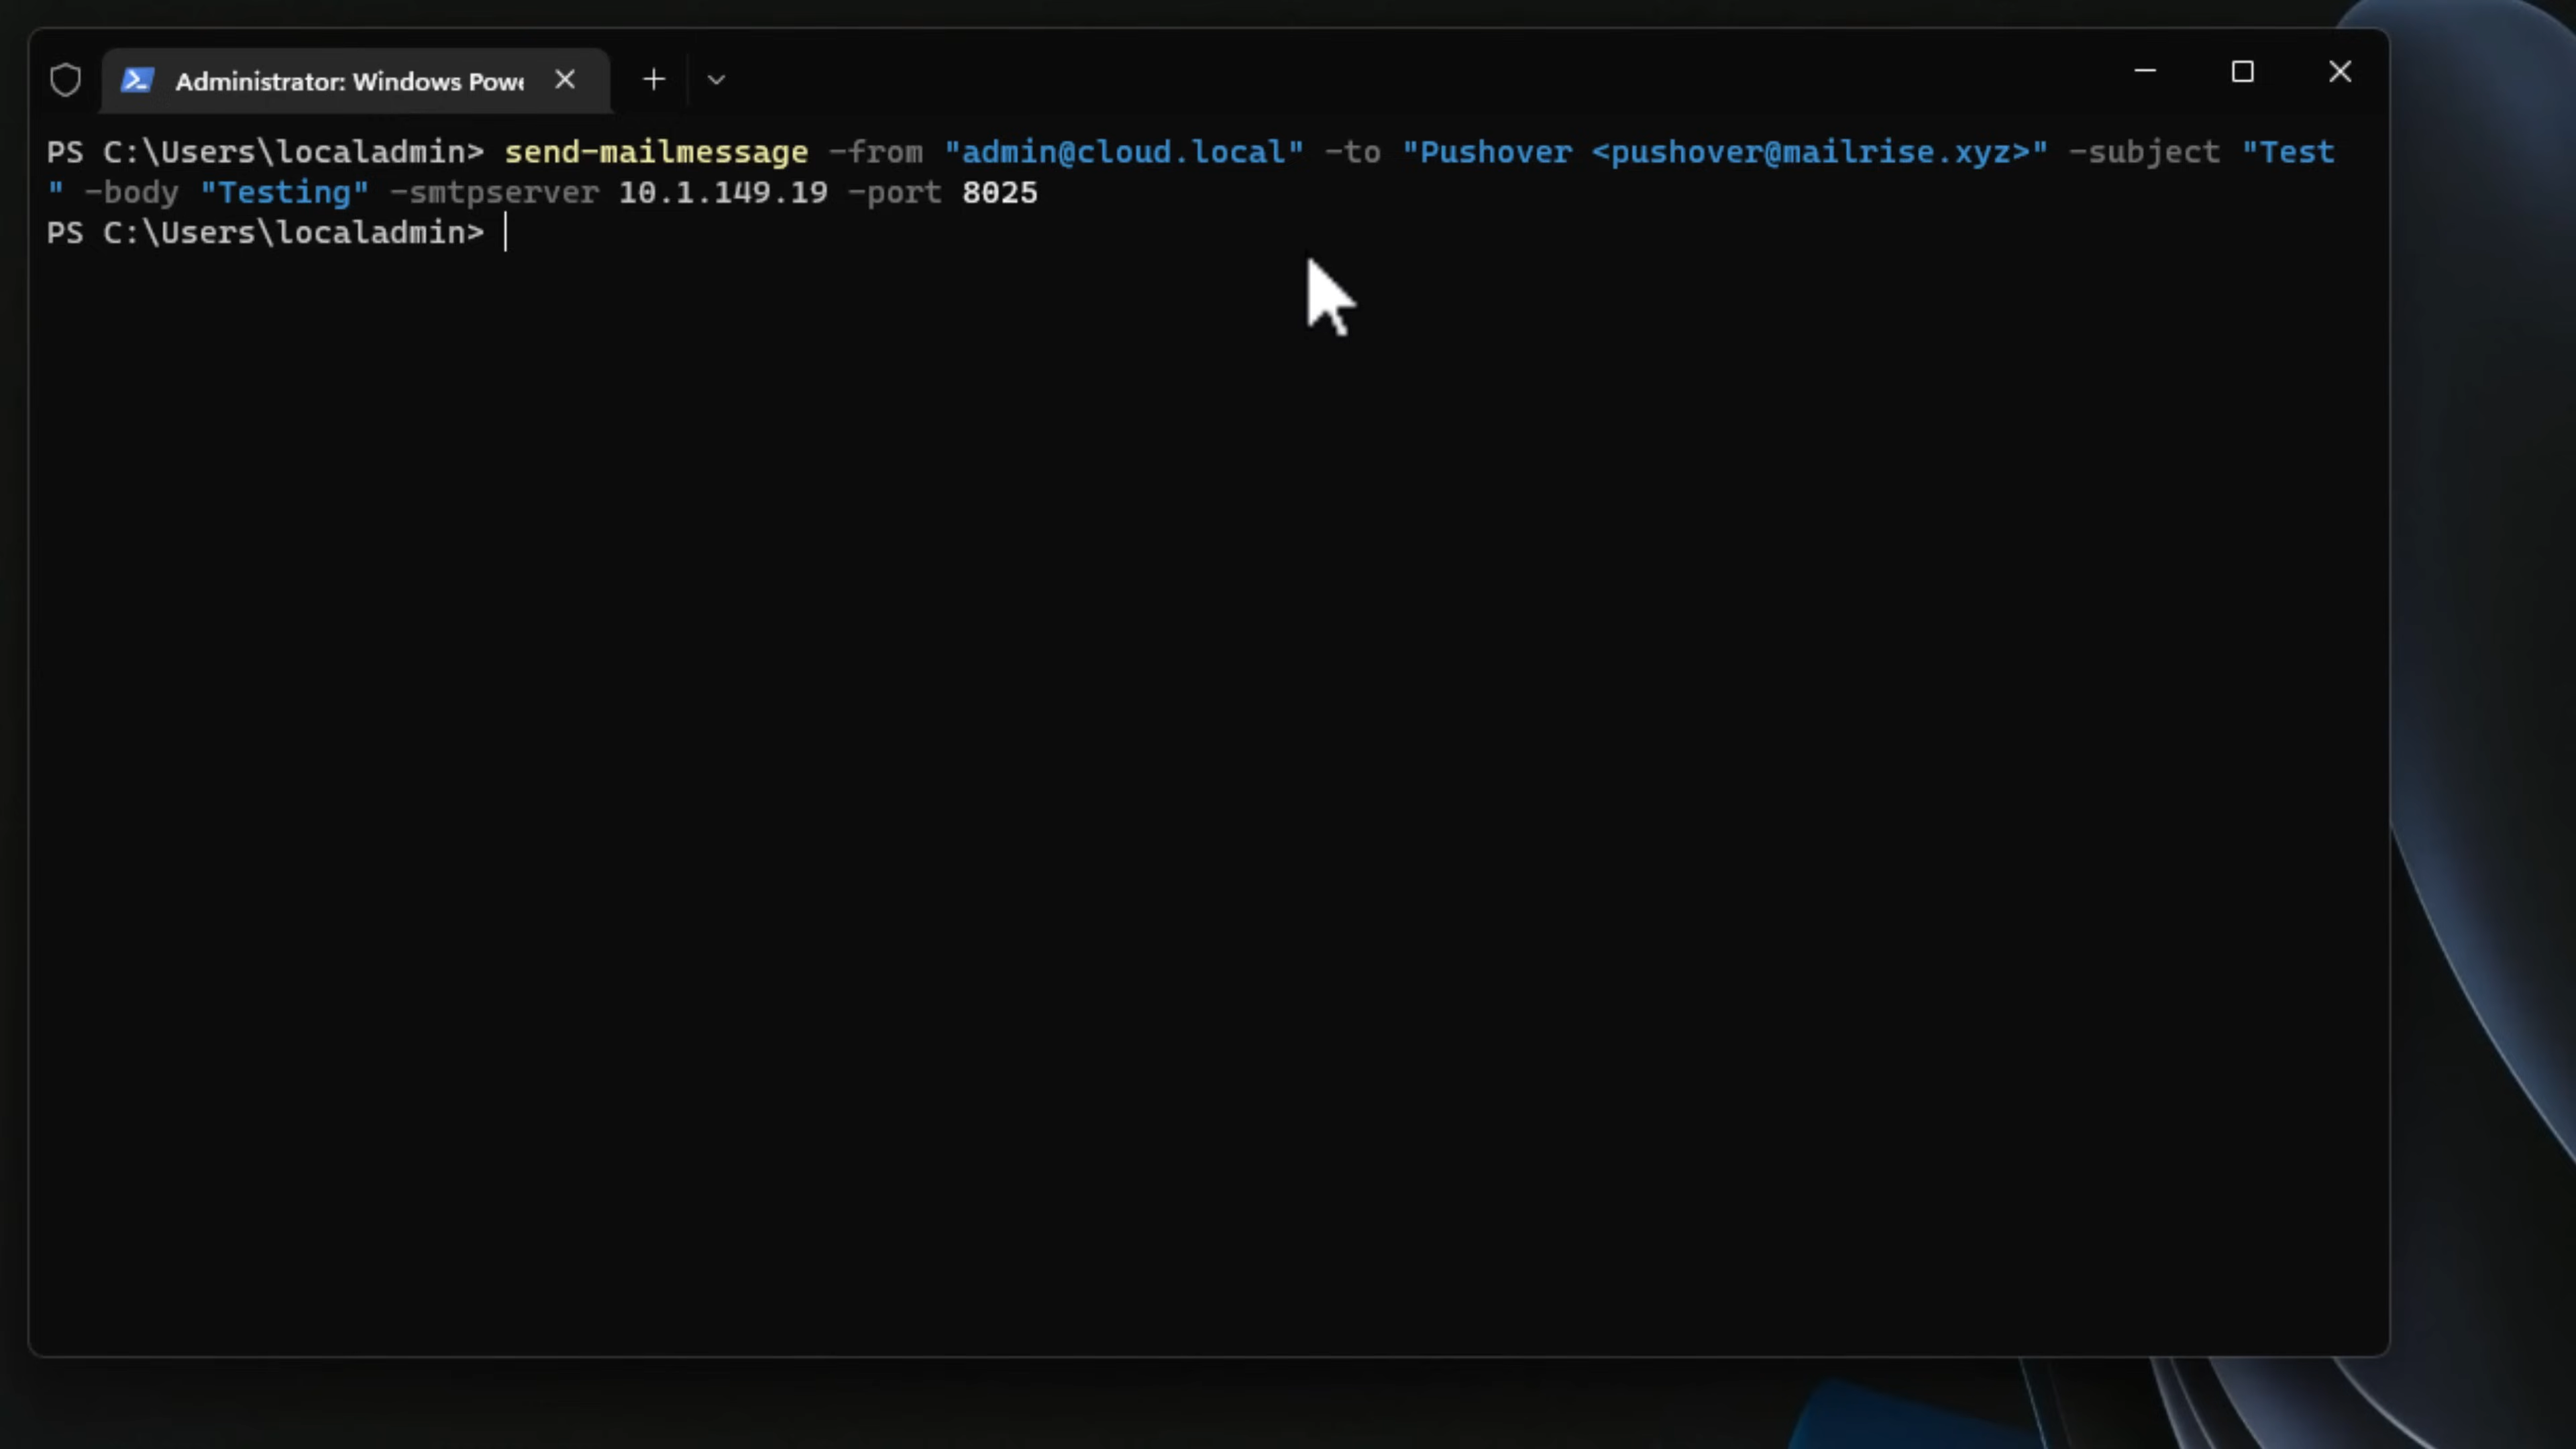 Administrator: Windows Powe
PS C:\Users\localadmin> send-mailmessage -from "admin@cloud.local" -to "Pushover <pushover@mailrise.xyz>" -subject "Test
" -body "Testing" -smtpserver 10.1.149.19 -port 8025
PS C:\Users\localadmin>